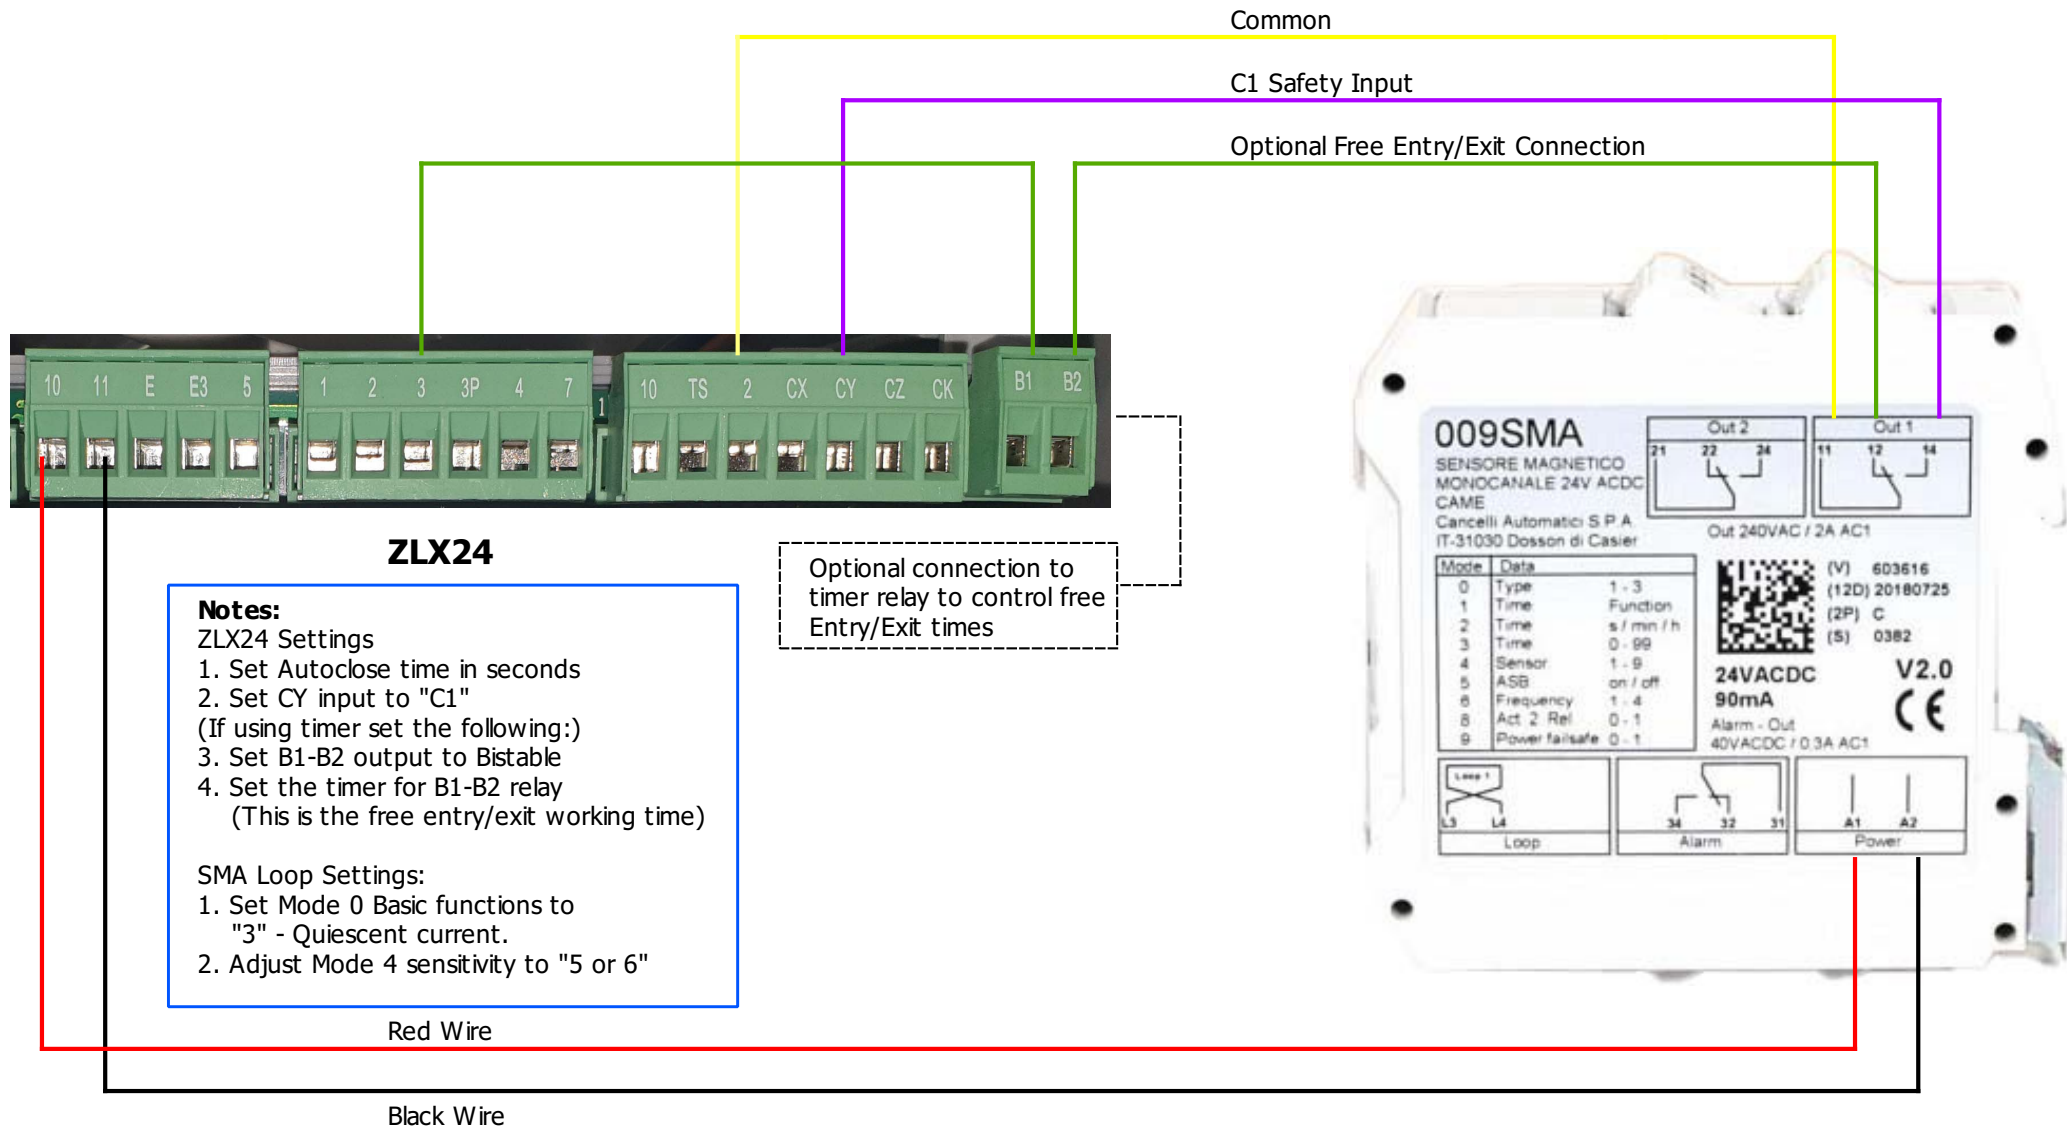 Common
C1 Safety Input
Optional Free Entry/Exit Connection
10 11 E E3 5
1 2 3 3P 4 7
1
10 TS 2 CX CY CZ CK
B1 B2
ZLX24
Optional connection to
timer relay to control free
Entry/Exit times
Notes:
ZLX24 Settings
1. Set Autoclose time in seconds
2. Set CY input to "C1"
(If using timer set the following:)
3. Set B1-B2 output to Bistable
4. Set the timer for B1-B2 relay
(This is the free entry/exit working time)
SMA Loop Settings:
1. Set Mode 0 Basic functions to
"3" - Quiescent current.
2. Adjust Mode 4 sensitivity to "5 or 6"
Red Wire
Black Wire
009SMA
SENSORE MAGNETICO
MONOCANALE 24V ACDC
CAME
Cancelli Automatici S.P.A.
IT-31030 Dosson di Casier
Out 2
21 22 24
Out 1
11 12 14
Out 240VAC / 2A AC1
Mode Data
0 Type 1 - 3
1 Time Function
2 Time s / min / h
3 Time 0 - 99
4 Sensor 1 - 9
5 ASB on / off
6 Frequency 1 - 4
8 Act. 2. Rel 0 - 1
9 Power failsafe 0 - 1
(V) 603616
(12D) 20180725
(2P) C
(S) 0382
24VACDC
90mA
V2.0
CE
Alarm - Out
40VACDC / 0.3A AC1
Loop 1
L3 L4
Loop
34 32 31
Alarm
A1 A2
Power